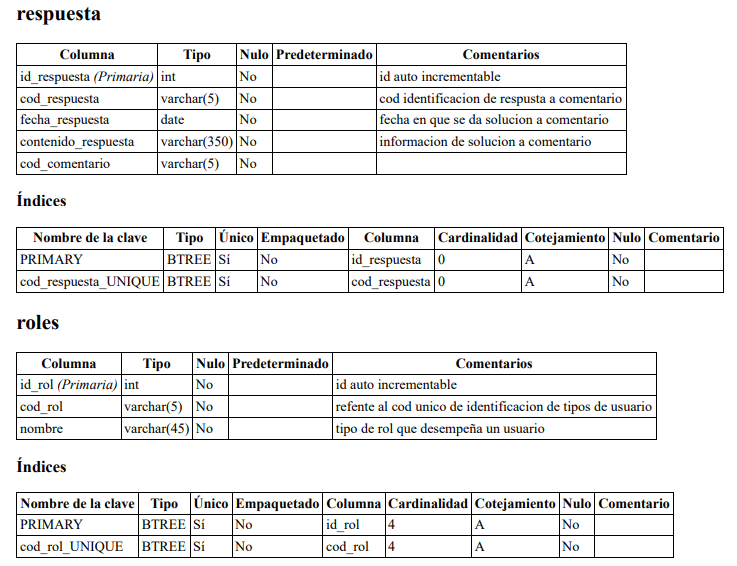 respuesta
Columna Tipo Nulo Predeterminado Comentarios
id_respuesta (Primaria) int No id auto incrementable
cod_respuesta varchar(5) No cod identificacion de respusta a comentario
fecha_respuesta date No fecha en que se da solucion a comentario
contenido_respuesta varchar(350) No informacion de solucion a comentario
cod_comentario varchar(5) No
Índices
Nombre de la clave Tipo Único Empaquetado Columna Cardinalidad Cotejamiento Nulo Comentario
PRIMARY BTREE Sí No id_respuesta 0 A No
cod_respuesta_UNIQUE BTREE Sí No cod_respuesta 0 A No
roles
Columna Tipo Nulo Predeterminado Comentarios
id_rol (Primaria) int No id auto incrementable
cod_rol varchar(5) No refente al cod unico de identificacion de tipos de usuario
nombre varchar(45) No tipo de rol que desempeña un usuario
Índices
Nombre de la clave Tipo Único Empaquetado Columna Cardinalidad Cotejamiento Nulo Comentario
PRIMARY BTREE Sí No id_rol 4 A No
cod_rol_UNIQUE BTREE Sí No cod_rol 4 A No